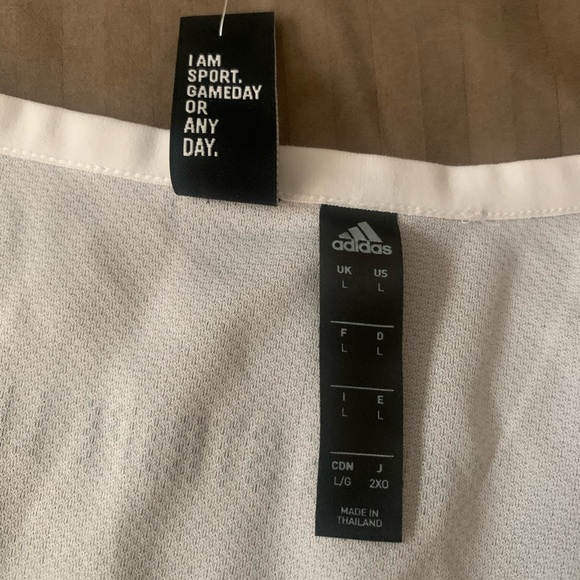 I AM
SPORT.
GAMEDAY
OR
ANY
DAY.
adidas
UK US
L L
F D
L L
I E
L L
CDN J
L/G 2XO
MADE IN
THAILAND